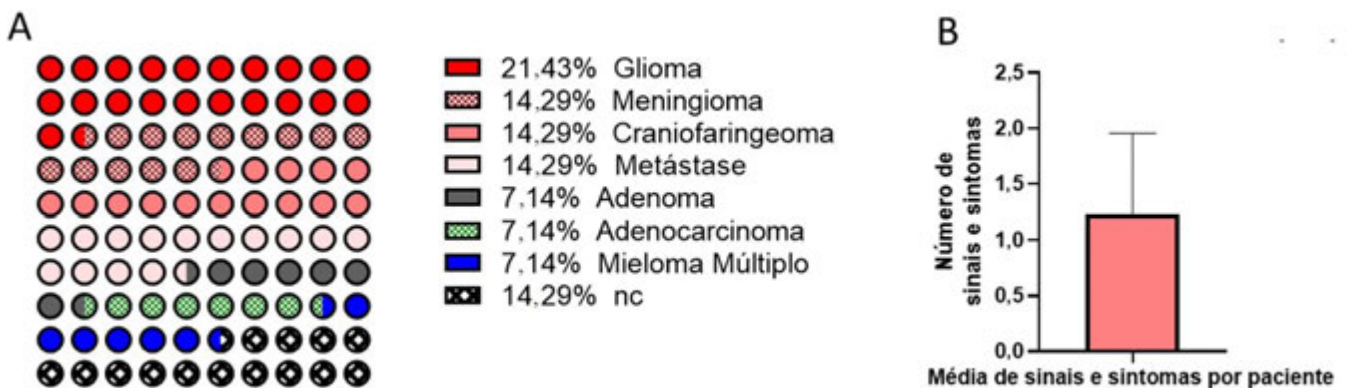 A
21,43% Glioma
14,29% Meningioma
14,29% Craniofaringeoma
14,29% Metástase
7,14% Adenoma
7,14% Adenocarcinoma
7,14% Mieloma Múltiplo
14,29% nc
B
Número de
sinais e sintomas
2,5
2,0
1,5
1,0
0,5
0,0
Média de sinais e sintomas por paciente